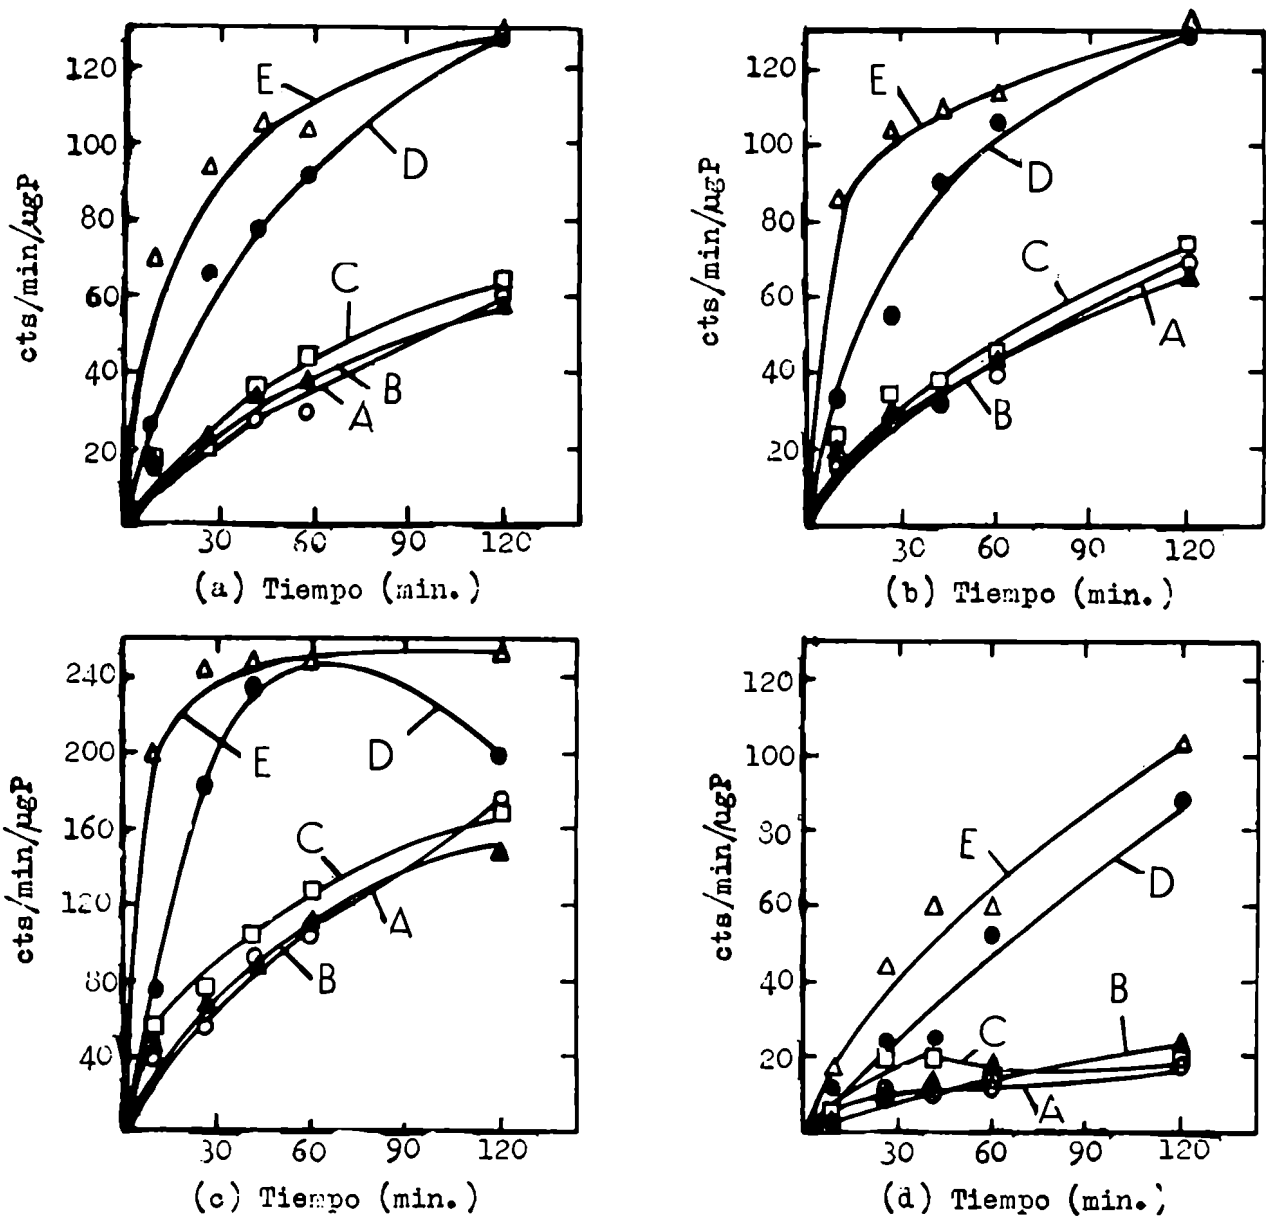 120
100
80
60
40
20
cts/min/µgP
E
D
C
B
A
30 60 90 120
(a) Tiempo (min.)
120
100
80
60
40
20
cts/min/µgP
E
D
C
A
B
30 60 90 120
(b) Tiempo (min.)
240
200
160
120
80
40
cts/min/µgP
E
D
C
A
B
30 60 90 120
(c) Tiempo (min.)
120
100
80
60
40
20
cts/min/µgP
E
D
B
C
A
30 60 90 120
(d) Tiempo (min.)